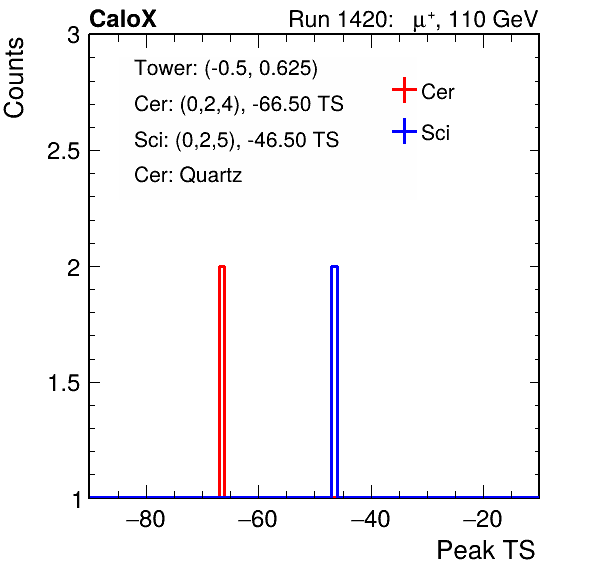 CaloX Run 1420: μ⁺, 110 GeV
Counts
3
2.5
2
1.5
1
Tower: (-0.5, 0.625)
Cer: (0,2,4), -66.50 TS
Sci: (0,2,5), -46.50 TS
Cer: Quartz
Cer
Sci
−80 −60 −40 −20
Peak TS